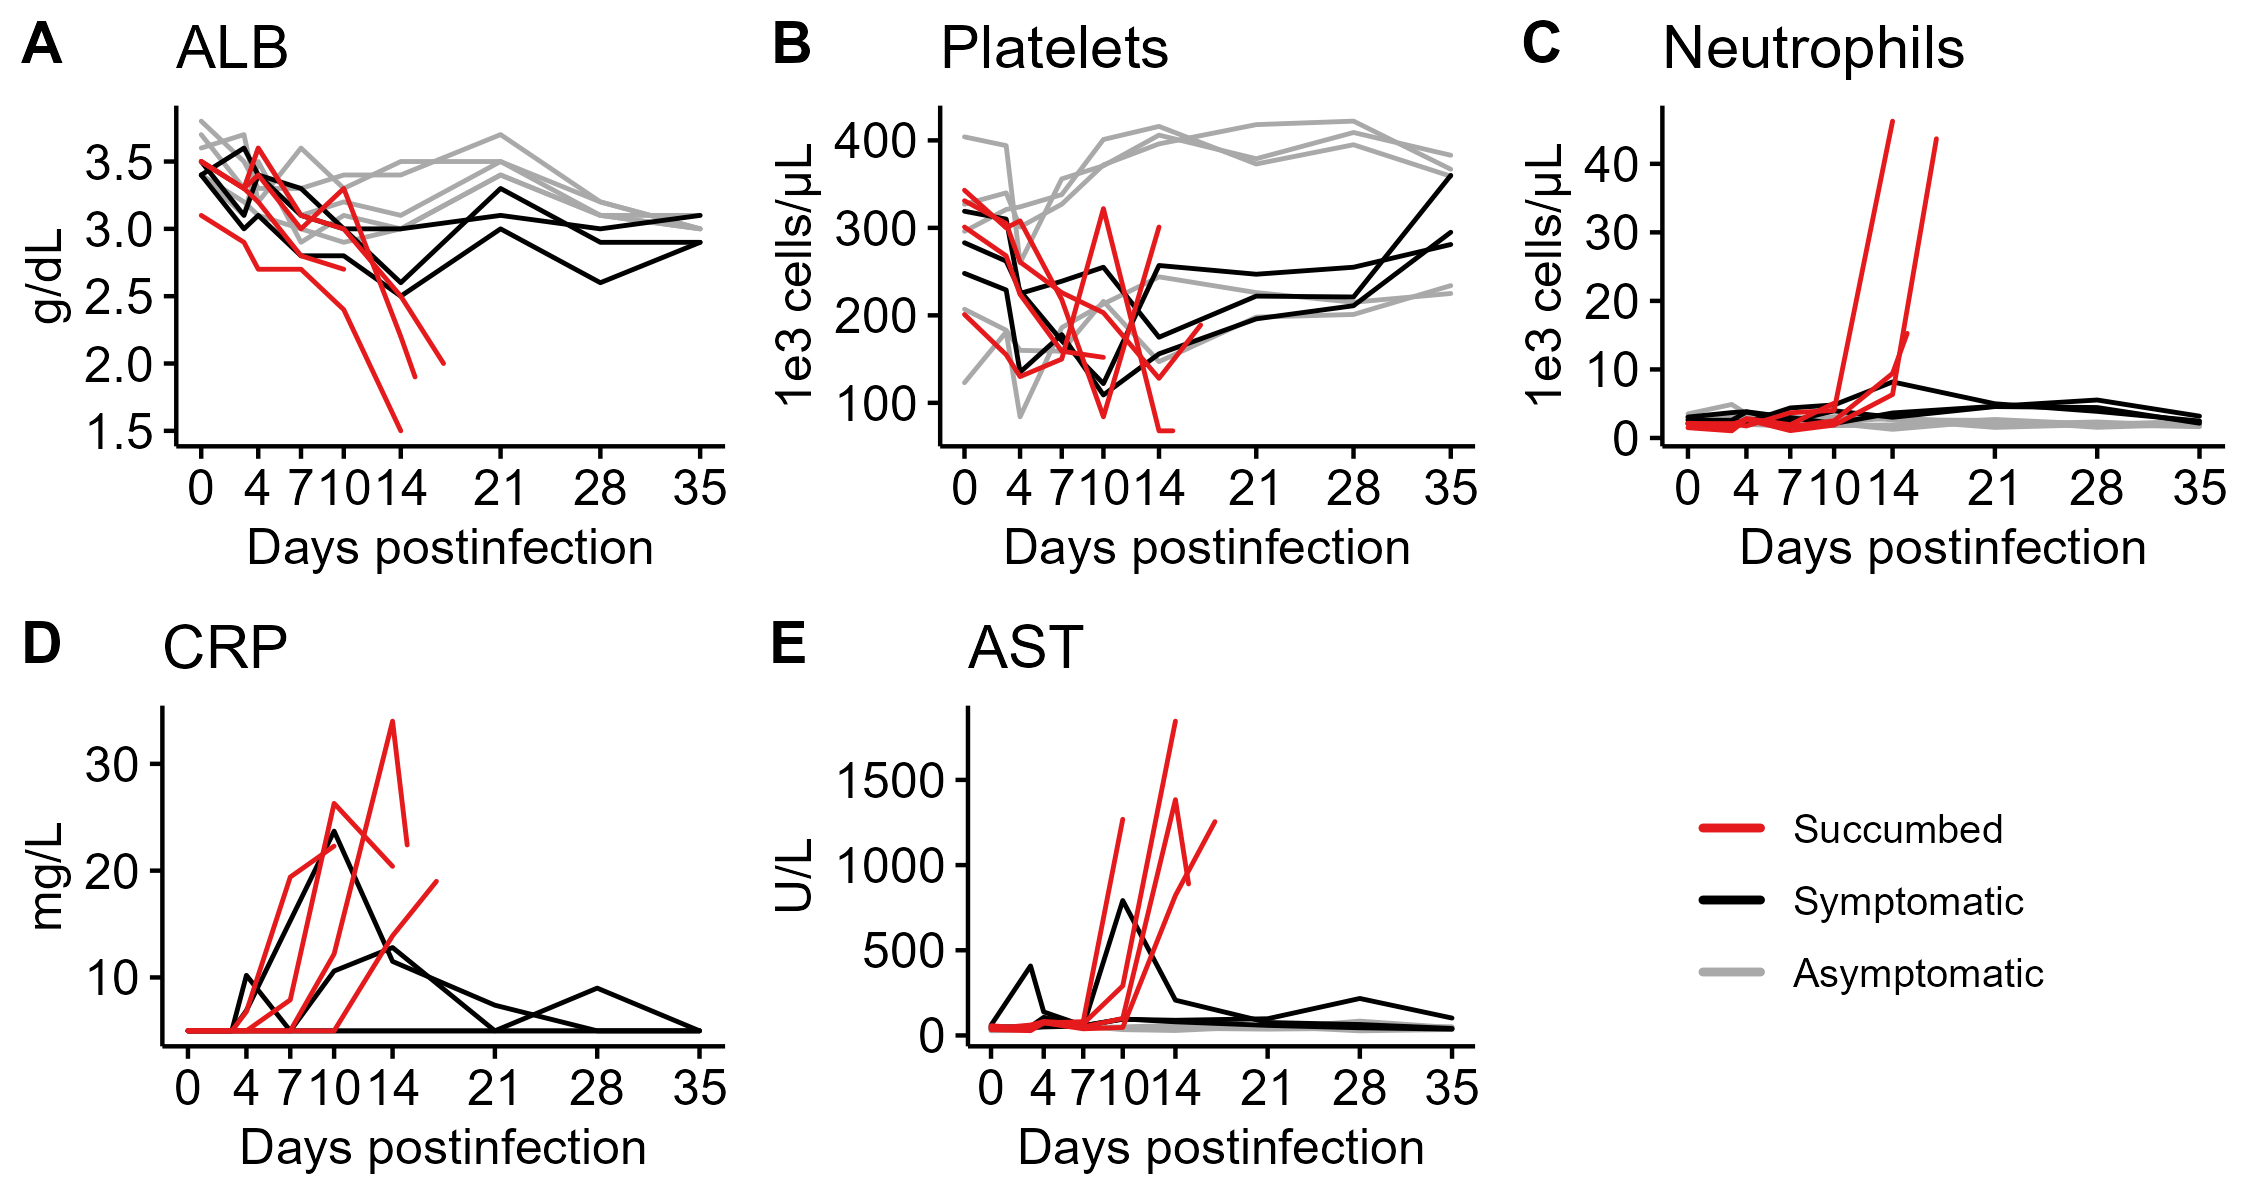 A ALB
3.5
3.0
2.5
2.0
1.5
g/dL
0 4 7 10 14 21 28 35
Days postinfection
B Platelets
400
300
200
100
1e3 cells/μL
0 4 7 10 14 21 28 35
Days postinfection
C Neutrophils
40
30
20
10
0
1e3 cells/μL
0 4 7 10 14 21 28 35
Days postinfection
D CRP
30
20
10
mg/L
0 4 7 10 14 21 28 35
Days postinfection
E AST
1500
1000
500
0
U/L
0 4 7 10 14 21 28 35
Days postinfection
Succumbed
Symptomatic
Asymptomatic